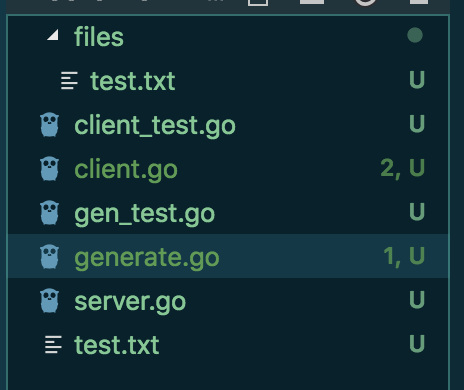 files
test.txt U
client_test.go U
client.go 2, U
gen_test.go U
generate.go 1, U
server.go U
test.txt U